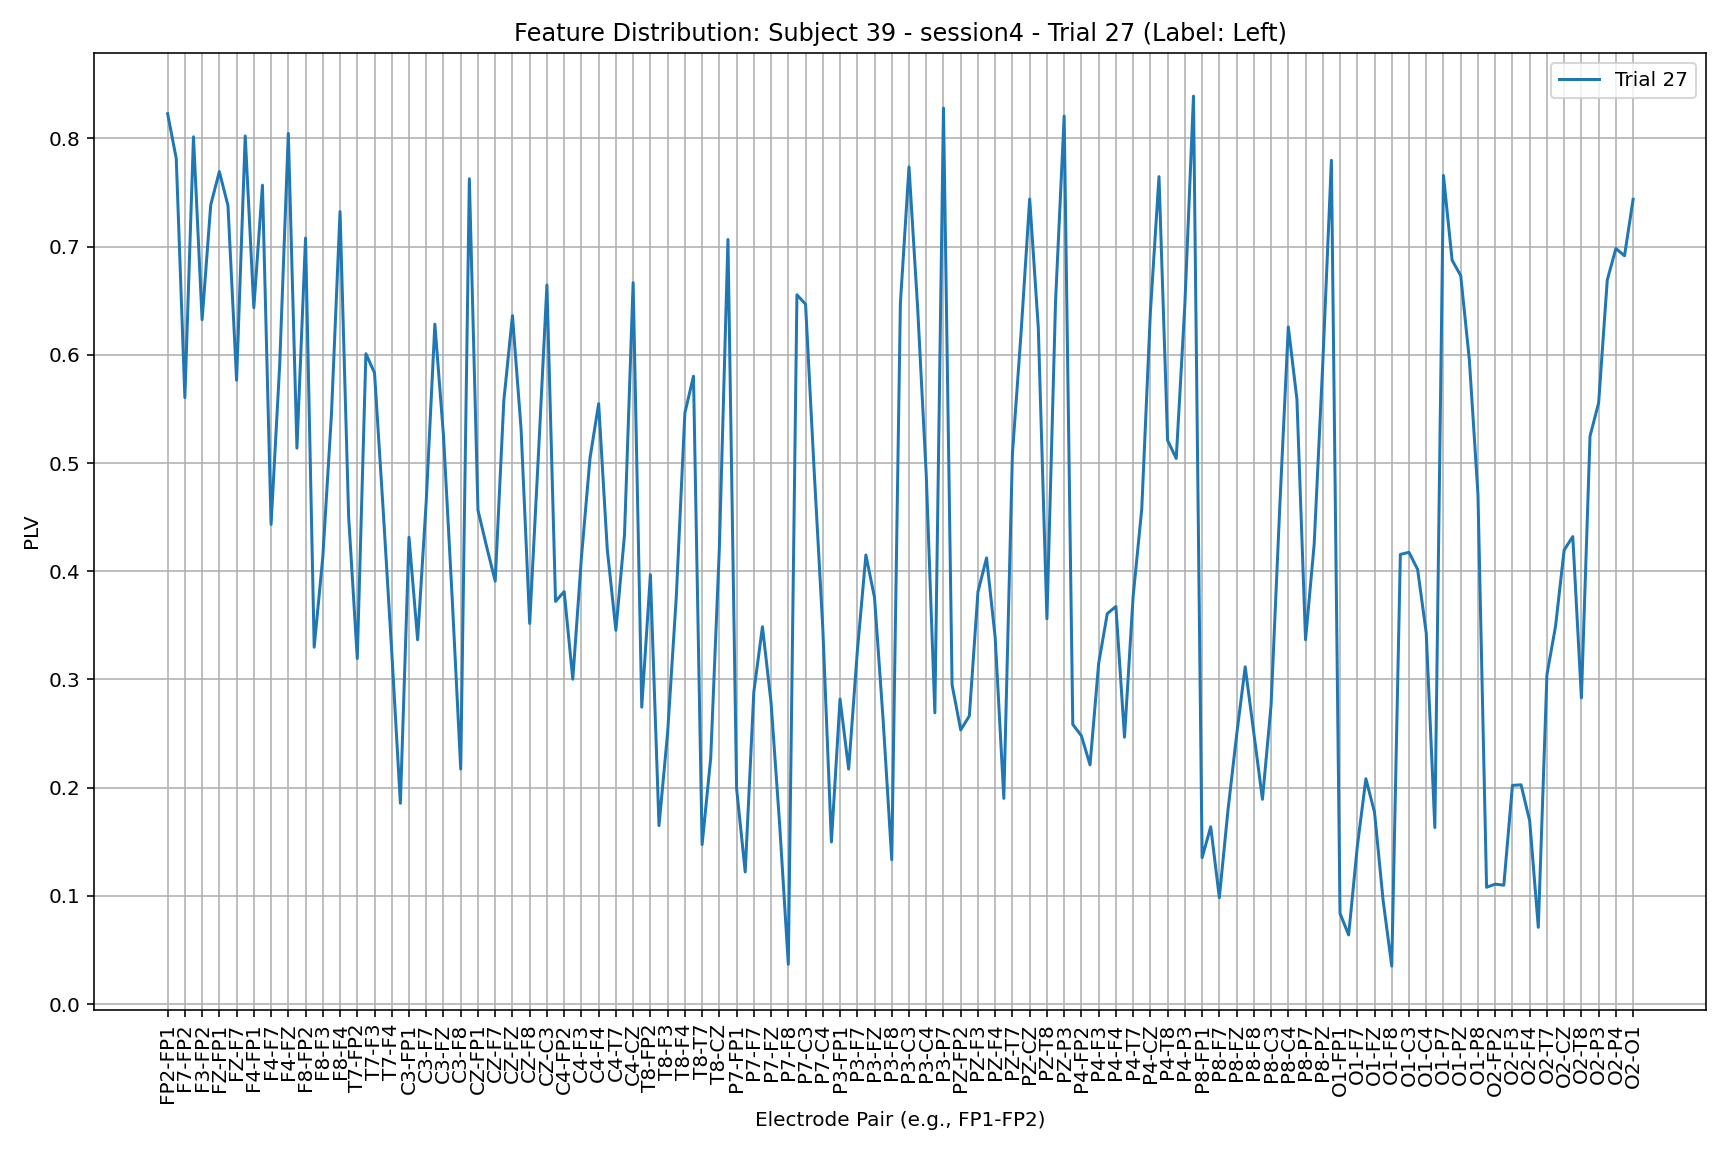 Feature Distribution: Subject 39 - session4 - Trial 27 (Label: Left)
Trial 27
PLV
0.8
0.7
0.6
0.5
0.4
0.3
0.2
0.1
0.0
FP2-FP1
F7-FP2
F3-FP2
FZ-FP1
FZ-F7
F4-FP1
F4-F7
F4-FZ
F8-FP2
F8-F3
F8-F4
T7-FP2
T7-F3
T7-F4
C3-FP1
C3-F7
C3-FZ
C3-F8
CZ-FP1
CZ-F7
CZ-FZ
CZ-F8
CZ-C3
C4-FP2
C4-F3
C4-F4
C4-T7
C4-CZ
T8-FP2
T8-F3
T8-F4
T8-T7
T8-CZ
P7-FP1
P7-F7
P7-FZ
P7-F8
P7-C3
P7-C4
P3-FP1
P3-F7
P3-FZ
P3-F8
P3-C3
P3-C4
P3-P7
PZ-FP2
PZ-F3
PZ-F4
PZ-T7
PZ-CZ
PZ-T8
PZ-P3
P4-FP2
P4-F3
P4-F4
P4-T7
P4-CZ
P4-T8
P4-P3
P8-FP1
P8-F7
P8-FZ
P8-F8
P8-C3
P8-C4
P8-P7
P8-PZ
O1-FP1
O1-F7
O1-FZ
O1-F8
O1-C3
O1-C4
O1-P7
O1-PZ
O1-P8
O2-FP2
O2-F3
O2-F4
O2-T7
O2-CZ
O2-T8
O2-P3
O2-P4
O2-O1
Electrode Pair (e.g., FP1-FP2)